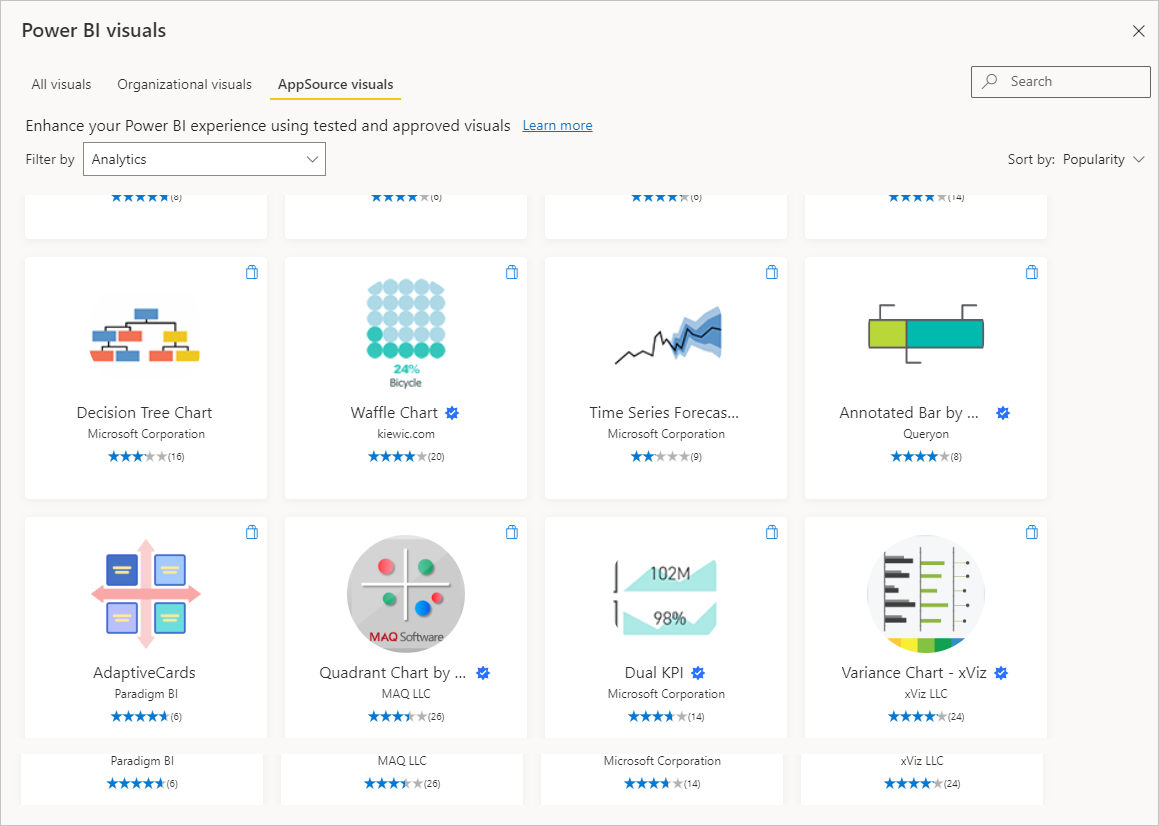 Power BI visuals
All visuals Organizational visuals AppSource visuals
Search
Enhance your Power BI experience using tested and approved visuals Learn more
Filter by Analytics
Sort by: Popularity
(8) (6) (6) (14)
24%
Bicycle
Decision Tree Chart Waffle Chart Time Series Forecas... Annotated Bar by ...
Microsoft Corporation kiewic.com Microsoft Corporation Queryon
(16) (20) (9) (8)
102M
98%
MAQ Software
AdaptiveCards Quadrant Chart by ... Dual KPI Variance Chart - xViz
Paradigm BI MAQ LLC Microsoft Corporation xViz LLC
(6) (26) (14) (24)
Paradigm BI MAQ LLC Microsoft Corporation xViz LLC
(6) (26) (14) (24)